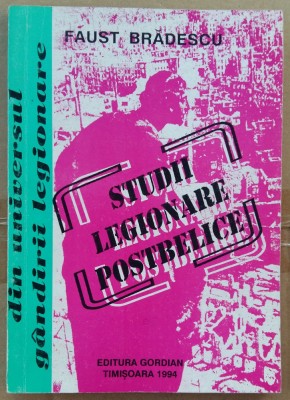 FAUST BRĂDESCU
din universul
gândirii legionare
STUDII
LEGIONARE
POSTBELICE
EDITURA GORDIAN
TIMIȘOARA 1994